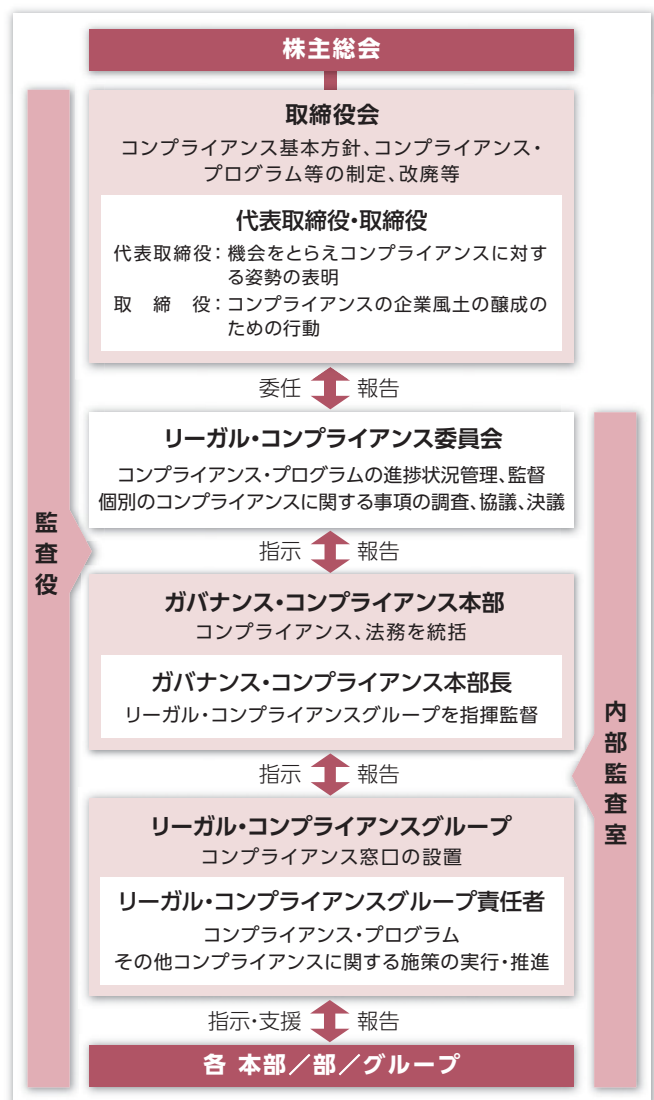 株主総会
取締役会
コンプライアンス基本方針、コンプライアンス・
プログラム等の制定、改廃等
代表取締役・取締役
代表取締役：機会をとらえコンプライアンスに対す
る姿勢の表明
取　締　役：コンプライアンスの企業風土の醸成の
ための行動
委任 報告
リーガル・コンプライアンス委員会
コンプライアンス・プログラムの進捗状況管理、監督
個別のコンプライアンスに関する事項の調査、協議、決議
監査役
指示 報告
ガバナンス・コンプライアンス本部
コンプライアンス、法務を統括
ガバナンス・コンプライアンス本部長
リーガル・コンプライアンスグループを指揮監督
内部監査室
指示 報告
リーガル・コンプライアンスグループ
コンプライアンス窓口の設置
リーガル・コンプライアンスグループ責任者
コンプライアンス・プログラム
その他コンプライアンスに関する施策の実行・推進
指示・支援 報告
各 本部／部／グループ